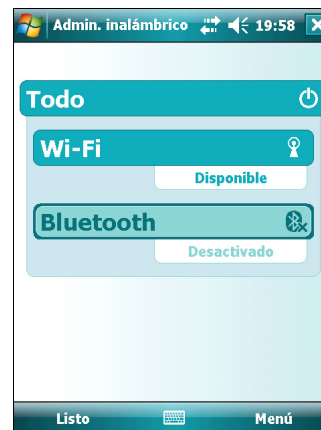 Admin. inalámbrico 19:58
Todo
Wi-Fi
Disponible
Bluetooth
Desactivado
Listo Menú